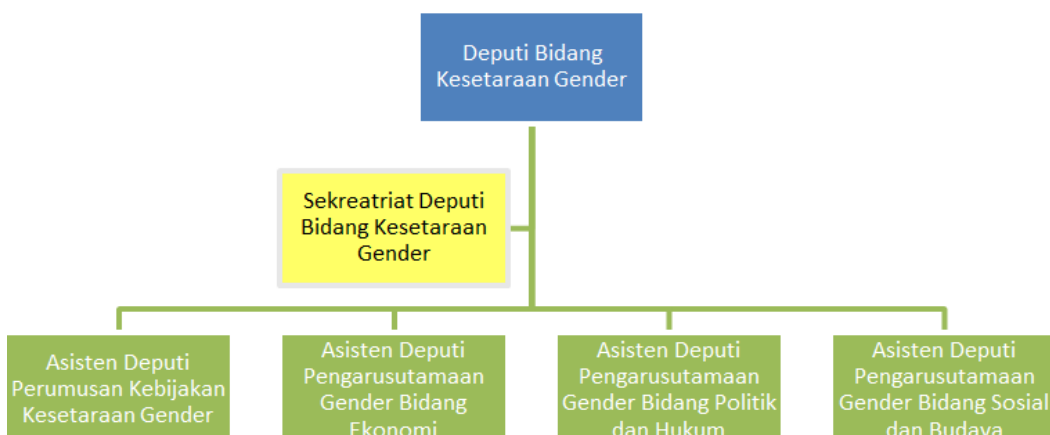 Deputi Bidang
Kesetaraan Gender
Sekreatriat Deputi
Bidang Kesetaraan
Gender
Asisten Deputi
Perumusan Kebijakan
Kesetaraan Gender
Asisten Deputi
Pengarusutamaan
Gender Bidang
Ekonomi
Asisten Deputi
Pengarusutamaan
Gender Bidang Politik
dan Hukum
Asisten Deputi
Pengarusutamaan
Gender Bidang Sosial
dan Budaya